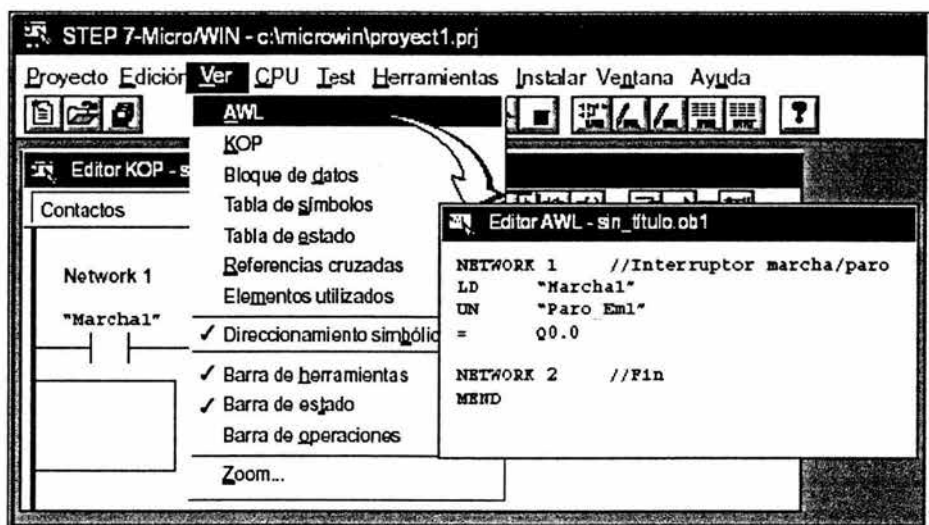 STEP 7-Micro/WIN - c:\microwin\proyect1.prj
Proyecto Edición Ver CPU Test Herramientas Instalar Ventana Ayuda
AWL
KOP
Bloque de datos
Tabla de símbolos
Tabla de estado
Referencias cruzadas
Elementos utilizados
✓ Direccionamiento simbólic
✓ Barra de herramientas
✓ Barra de estado
Barra de operaciones
Zoom...
Editor KOP - s
Contactos
Network 1
"Marcha1"
Editor AWL - sin_título.ob1
NETWORK 1 //Interruptor marcha/paro
LD "Marcha1"
UN "Paro_Em1"
= Q0.0
NETWORK 2 //Fin
MEND